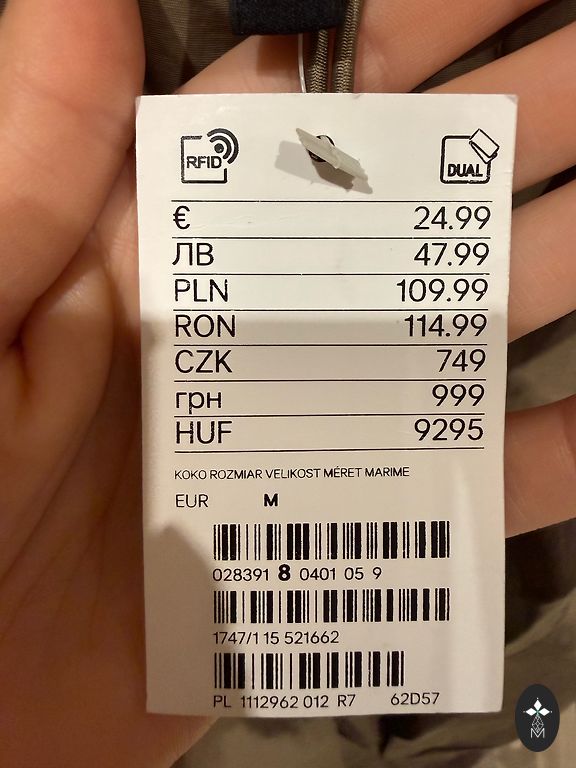 RFID
DUAL
€ 24.99
ЛВ 47.99
PLN 109.99
RON 114.99
CZK 749
грн 999
HUF 9295
KOKO ROZMIAR VELIKOST MÉRET MARIME
EUR M
028391 8 0401 05 9
1747/1 15 521662
PL 1112962 012 R7 62D57
M